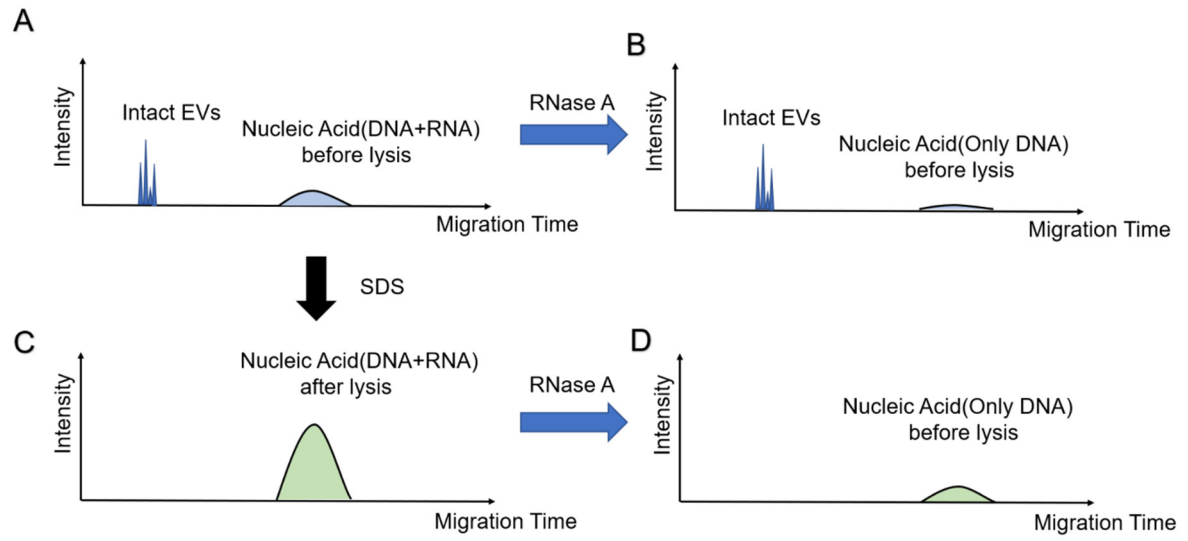 A
Intensity
Intact EVs
Nucleic Acid(DNA+RNA)
before lysis
Migration Time
RNase A
B
Intensity
Intact EVs
Nucleic Acid(Only DNA)
before lysis
Migration Time
SDS
C
Intensity
Nucleic Acid(DNA+RNA)
after lysis
Migration Time
RNase A
D
Intensity
Nucleic Acid(Only DNA)
before lysis
Migration Time